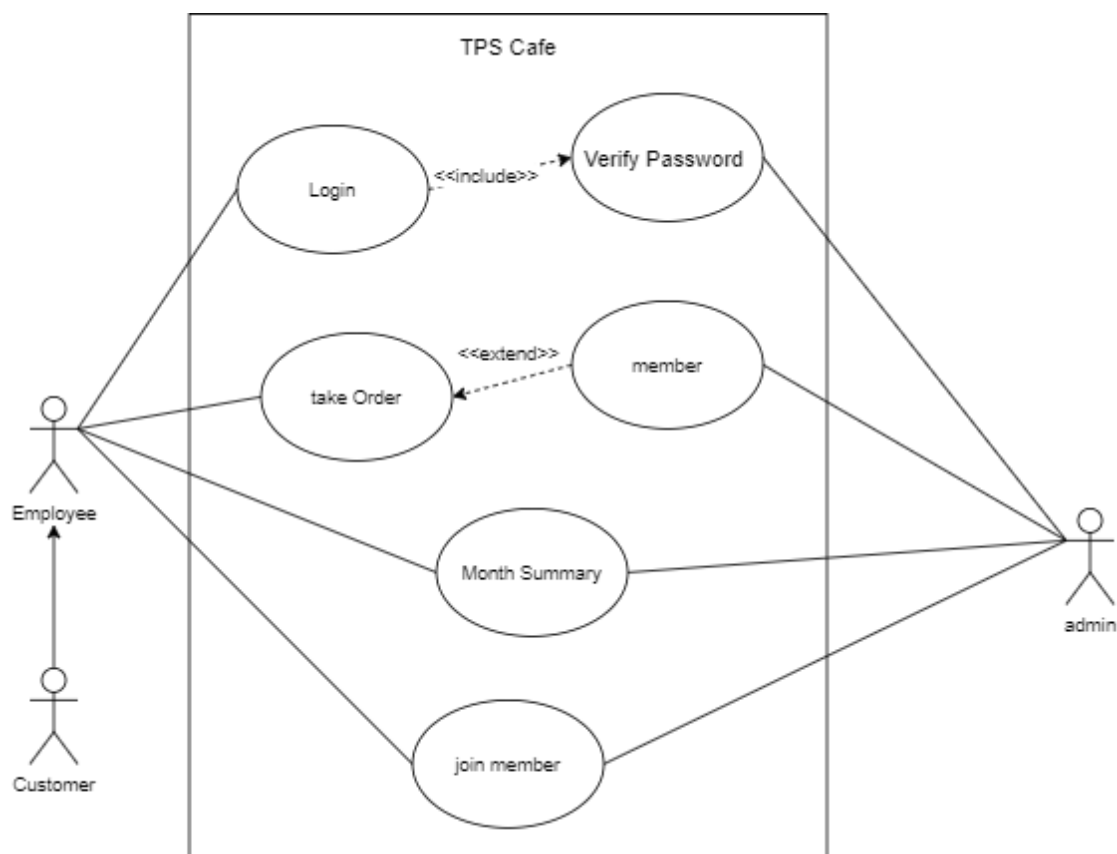 TPS Cafe
Verify Password
<<include>>
Login
<<extend>>
member
take Order
Employee
Month Summary
admin
join member
Customer